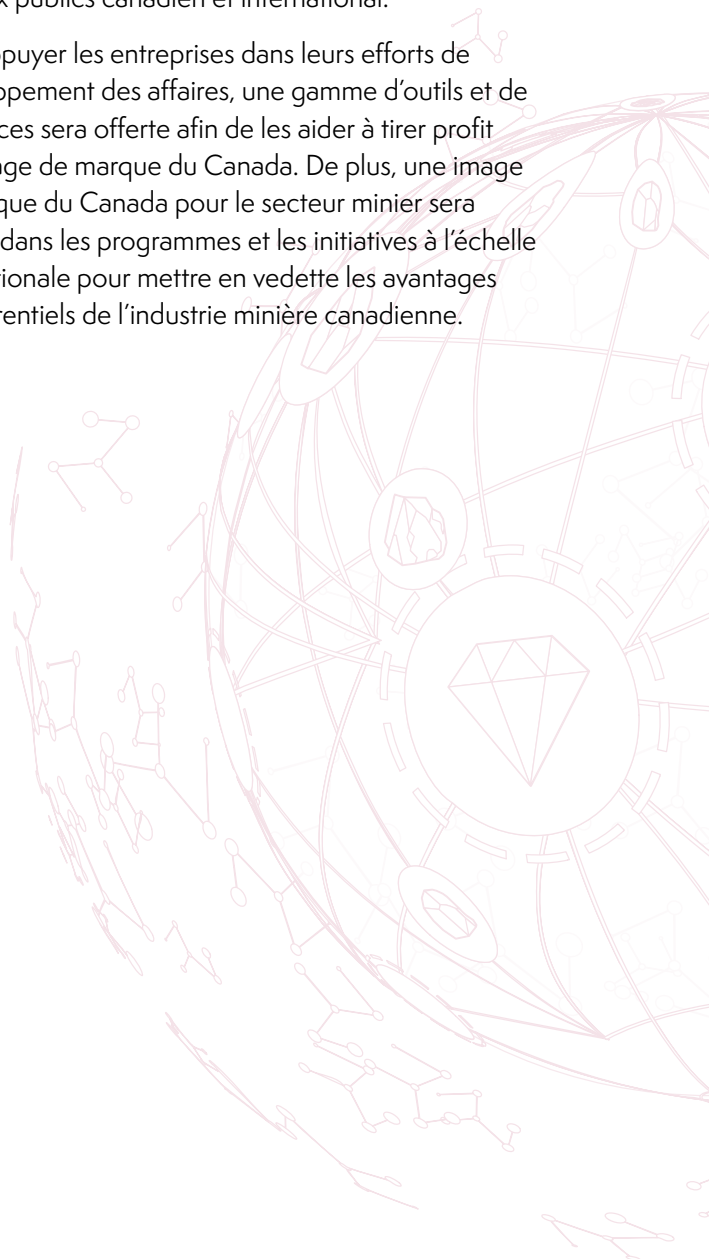 x publics canadien et international.
puyer les entreprises dans leurs efforts de
ppement des affaires, une gamme d’outils et de
ces sera offerte afin de les aider à tirer profit
age de marque du Canada. De plus, une image
que du Canada pour le secteur minier sera
dans les programmes et les initiatives à l’échelle
tionale pour mettre en vedette les avantages
rentiels de l’industrie minière canadienne.